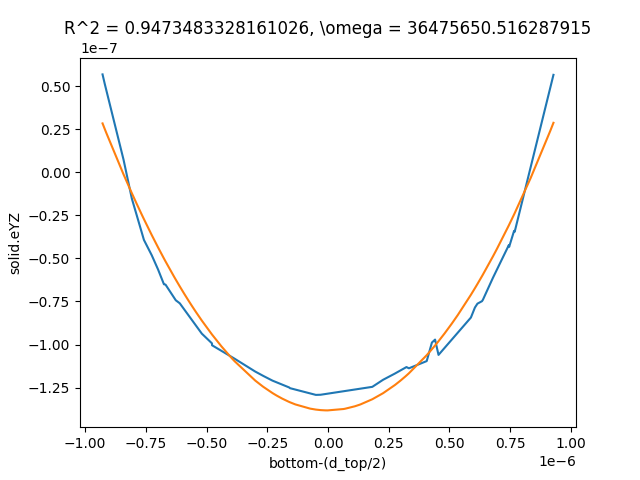 R^2 = 0.9473483328161026, \omega = 36475650.516287915
1e−7
0.50
0.25
0.00
−0.25
−0.50
−0.75
−1.00
−1.25
solid.eYZ
−1.00 −0.75 −0.50 −0.25 0.00 0.25 0.50 0.75 1.00
bottom-(d_top/2)
1e−6